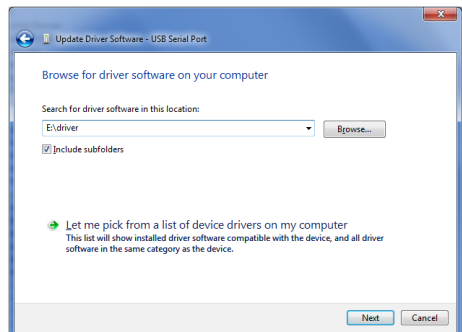 Update Driver Software - USB Serial Port
Browse for driver software on your computer
Search for driver software in this location:
E:\driver
Browse...
Include subfolders
Let me pick from a list of device drivers on my computer
This list will show installed driver software compatible with the device, and all driver
software in the same category as the device.
Next Cancel